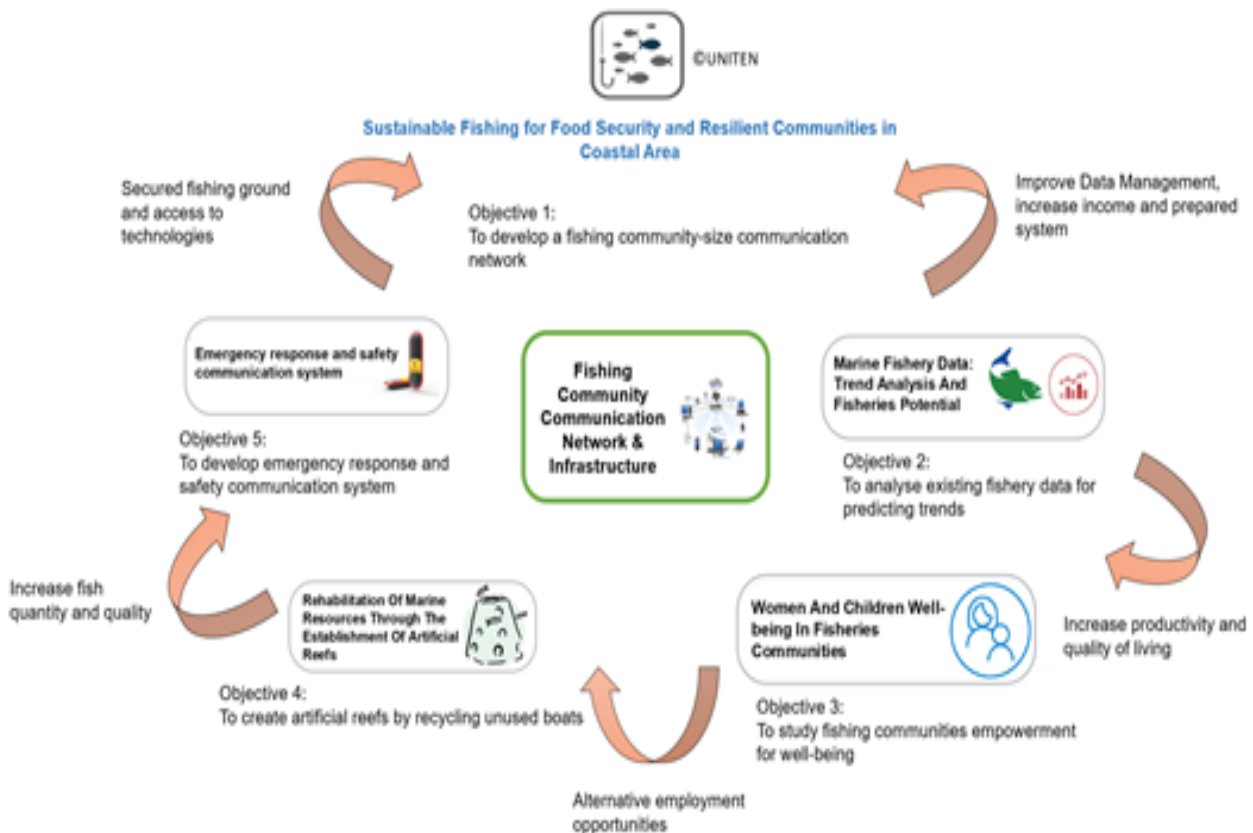 ©UNITEN
Sustainable Fishing for Food Security and Resilient Communities in
Coastal Area
Secured fishing ground
and access to
technologies
Objective 1:
To develop a fishing community-size communication
network
Improve Data Management,
increase income and prepared
system
Emergency response and safety
communication system
Fishing
Community
Communication
Network &
Infrastructure
Marine Fishery Data:
Trend Analysis And
Fisheries Potential
Objective 5:
To develop emergency response and
safety communication system
Objective 2:
To analyse existing fishery data for
predicting trends
Increase fish
quantity and quality
Rehabilitation Of Marine
Resources Through The
Establishment Of Artificial
Reefs
Women And Children Well-
being In Fisheries
Communities
Increase productivity and
quality of living
Objective 4:
To create artificial reefs by recycling unused boats
Objective 3:
To study fishing communities empowerment
for well-being
Alternative employment
opportunities